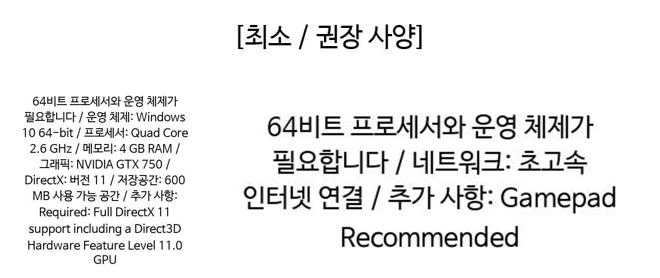 [최소 / 권장 사양]
64비트 프로세서와 운영 체제가
필요합니다 / 운영 체제: Windows
10 64-bit / 프로세서: Quad Core
2.6 GHz / 메모리: 4 GB RAM /
그래픽: NVIDIA GTX 750 /
DirectX: 버전 11 / 저장공간: 600
MB 사용 가능 공간 / 추가 사항:
Required: Full DirectX 11
support including a Direct3D
Hardware Feature Level 11.0
GPU
64비트 프로세서와 운영 체제가
필요합니다 / 네트워크: 초고속
인터넷 연결 / 추가 사항: Gamepad
Recommended